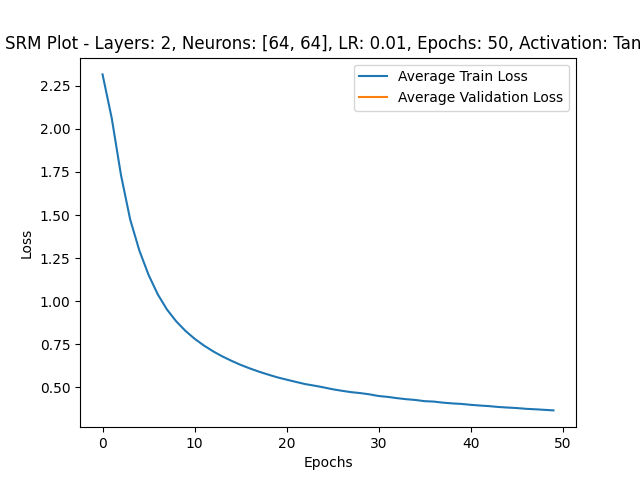 SRM Plot - Layers: 2, Neurons: [64, 64], LR: 0.01, Epochs: 50, Activation: Tan
Average Train Loss
Average Validation Loss
2.25
2.00
1.75
1.50
1.25
1.00
0.75
0.50
Loss
0 10 20 30 40 50
Epochs